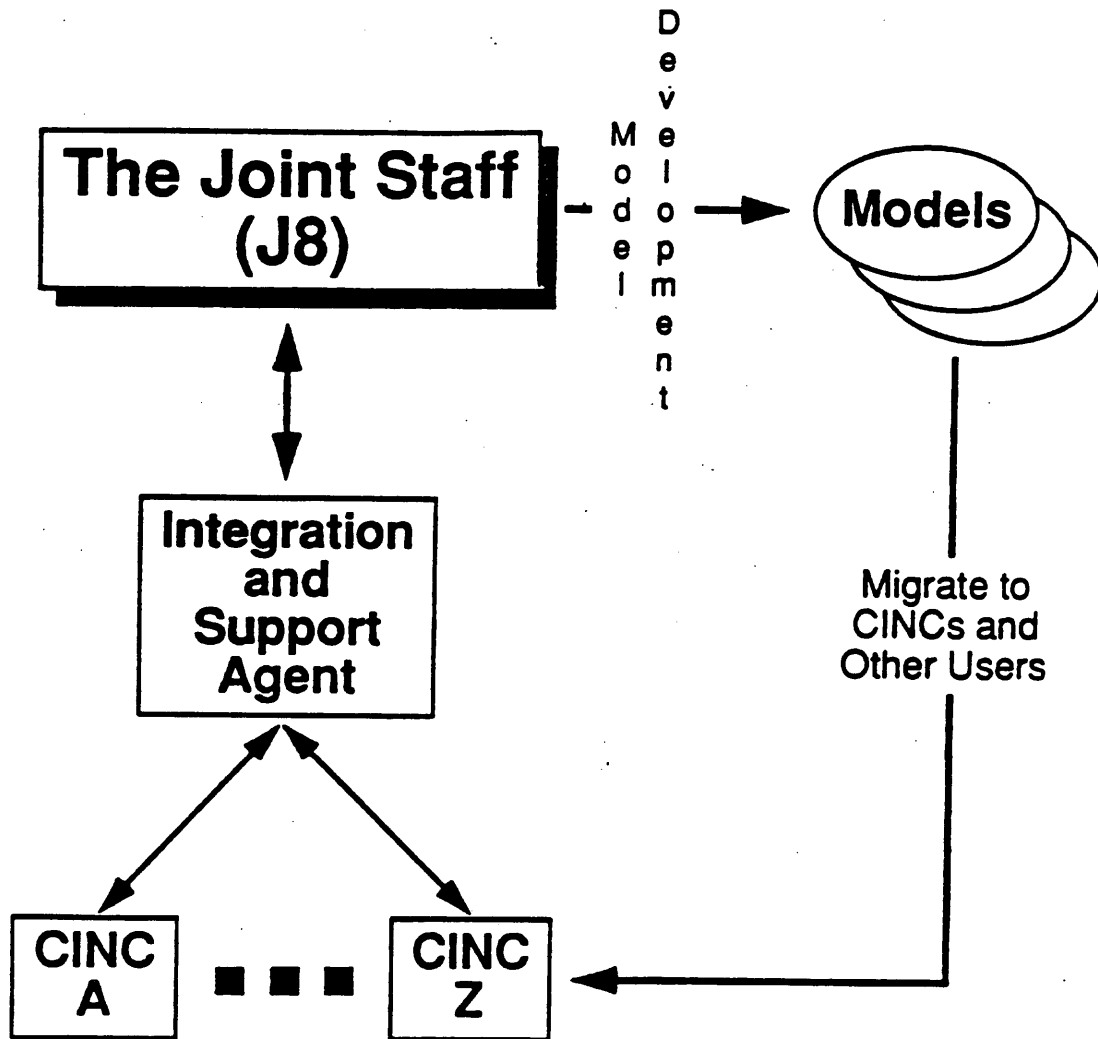 The Joint Staff
(J8)
Model
Development
Models
Integration
and
Support
Agent
Migrate to
CINCs and
Other Users
CINC
A
CINC
Z